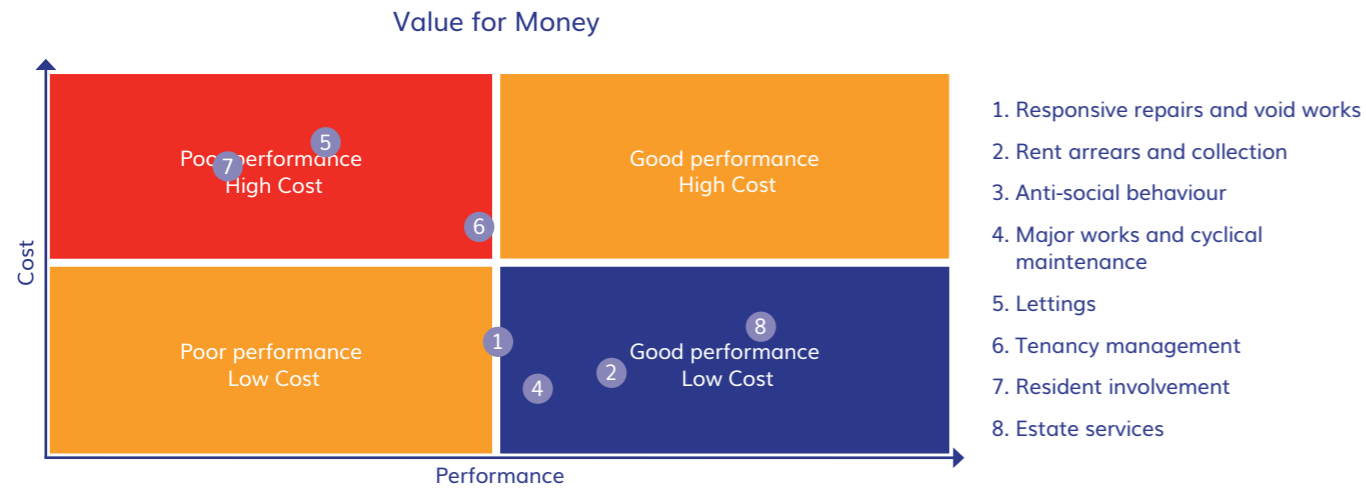 Value for Money
Cost
Poor performance
High Cost
5
7
6
Good performance
High Cost
Poor performance
Low Cost
1
Good performance
Low Cost
8
2
4
Performance
1. Responsive repairs and void works
2. Rent arrears and collection
3. Anti-social behaviour
4. Major works and cyclical
maintenance
5. Lettings
6. Tenancy management
7. Resident involvement
8. Estate services